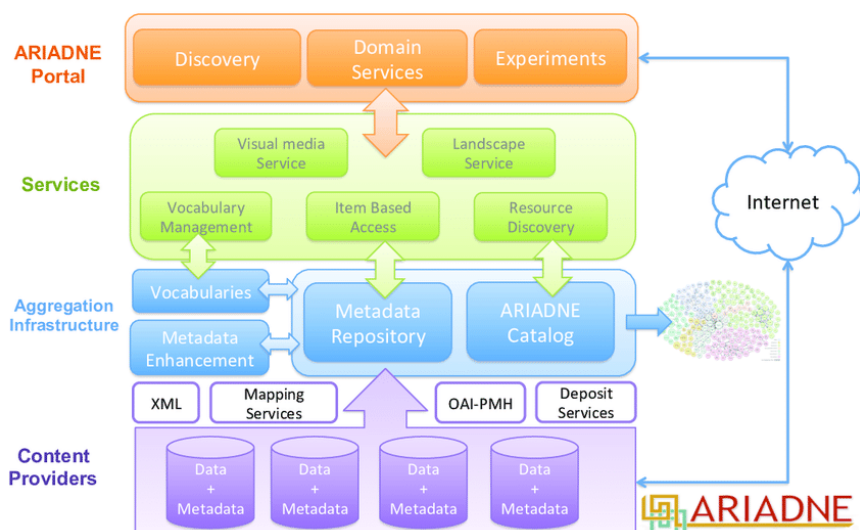 ARIADNE
Portal
Discovery
Domain
Services
Experiments
Services
Visual media
Service
Landscape
Service
Vocabulary
Management
Item Based
Access
Resource
Discovery
Internet
Aggregation
Infrastructure
Vocabularies
Metadata
Enhancement
Metadata
Repository
ARIADNE
Catalog
XML
Mapping
Services
OAI-PMH
Deposit
Services
Content
Providers
Data
+
Metadata
Data
+
Metadata
Data
+
Metadata
Data
+
Metadata
ARIADNE